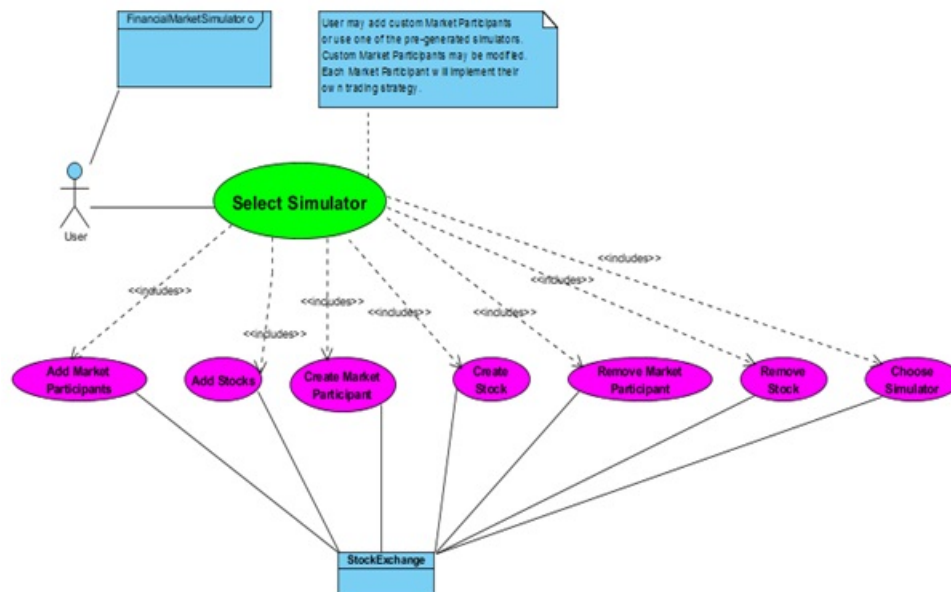 FinancialMarketSimulator o
User may add custom Market Participants
or use one of the pre-generated simulators.
Custom Market Participants may be modified.
Each Market Participant will implement their
own trading strategy.
Select Simulator
User
<<includes>>
<<includes>>
<<includes>>
<<includes>>
<<includes>>
<<includes>>
<<includes>>
Add Market
Participants
Add Stocks
Create Market
Participant
Create
Stock
Remove Market
Participant
Remove
Stock
Choose
Simulator
StockExchange